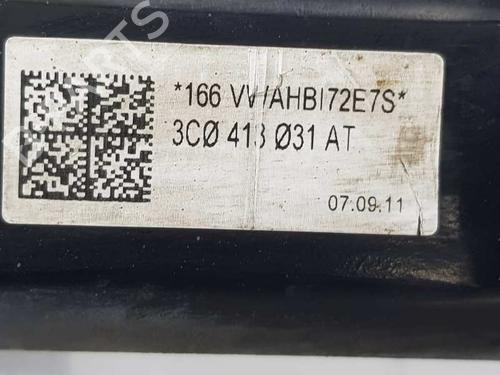 *166 VWAHBI72E7S*
3CØ 413 Ø31 AT
07.09.11